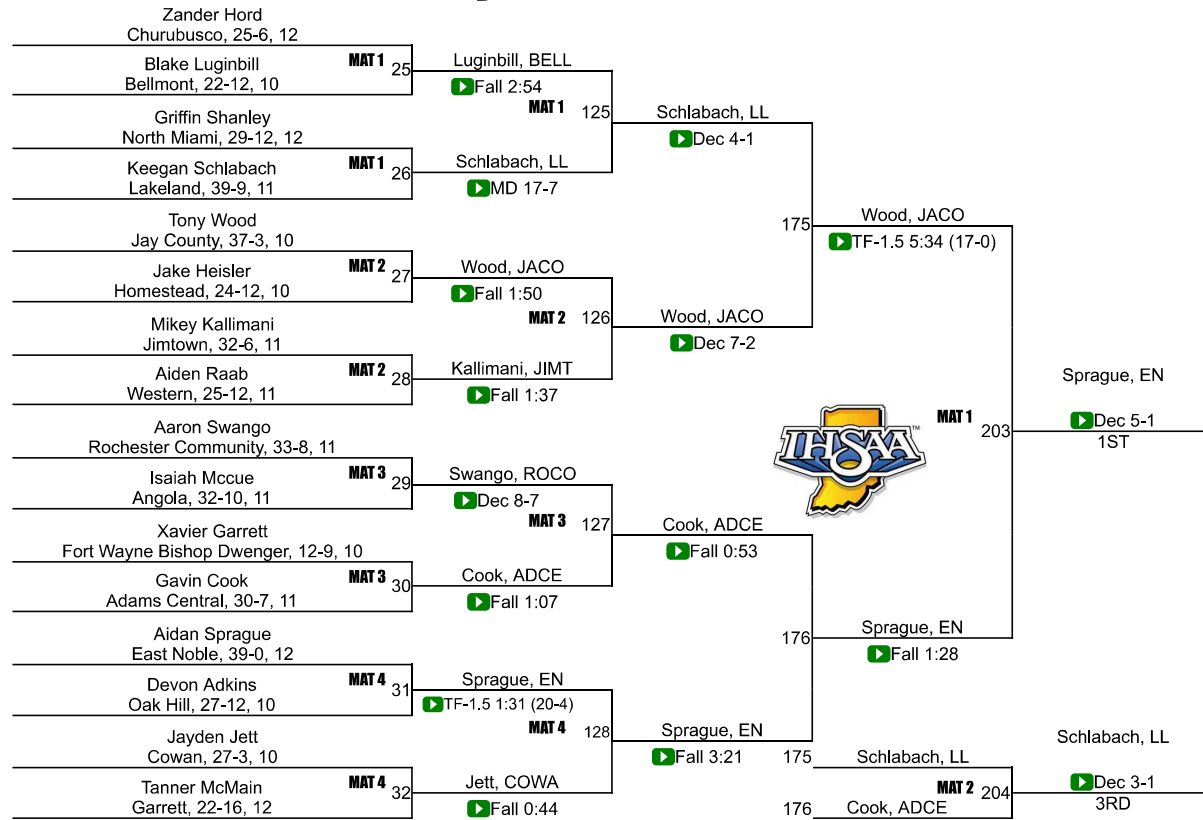 Zander Hord
Churubusco, 25-6, 12
MAT 1 25
Blake Luginbill
Bellmont, 22-12, 10
Luginbill, BELL
Fall 2:54
MAT 1 125
Griffin Shanley
North Miami, 29-12, 12
MAT 1 26
Keegan Schlabach
Lakeland, 39-9, 11
Schlabach, LL
MD 17-7
Schlabach, LL
Dec 4-1
175
Tony Wood
Jay County, 37-3, 10
MAT 2 27
Jake Heisler
Homestead, 24-12, 10
Wood, JACO
Fall 1:50
MAT 2 126
Mikey Kallimani
Jimtown, 32-6, 11
MAT 2 28
Aiden Raab
Western, 25-12, 11
Kallimani, JIMT
Fall 1:37
Wood, JACO
Dec 7-2
Wood, JACO
TF-1.5 5:34 (17-0)
Aaron Swango
Rochester Community, 33-8, 11
MAT 3 29
Isaiah Mccue
Angola, 32-10, 11
Swango, ROCO
Dec 8-7
MAT 3 127
Xavier Garrett
Fort Wayne Bishop Dwenger, 12-9, 10
MAT 3 30
Gavin Cook
Adams Central, 30-7, 11
Cook, ADCE
Fall 1:07
Cook, ADCE
Fall 0:53
176
Aidan Sprague
East Noble, 39-0, 12
MAT 4 31
Devon Adkins
Oak Hill, 27-12, 10
Sprague, EN
TF-1.5 1:31 (20-4)
MAT 4 128
Jayden Jett
Cowan, 27-3, 10
MAT 4 32
Tanner McMain
Garrett, 22-16, 12
Jett, COWA
Fall 0:44
Sprague, EN
Fall 3:21
Sprague, EN
Fall 1:28
IHSAA
TM
MAT 1 203
Sprague, EN
Dec 5-1
1ST
175 Schlabach, LL
MAT 2 204
176 Cook, ADCE
Schlabach, LL
Dec 3-1
3RD